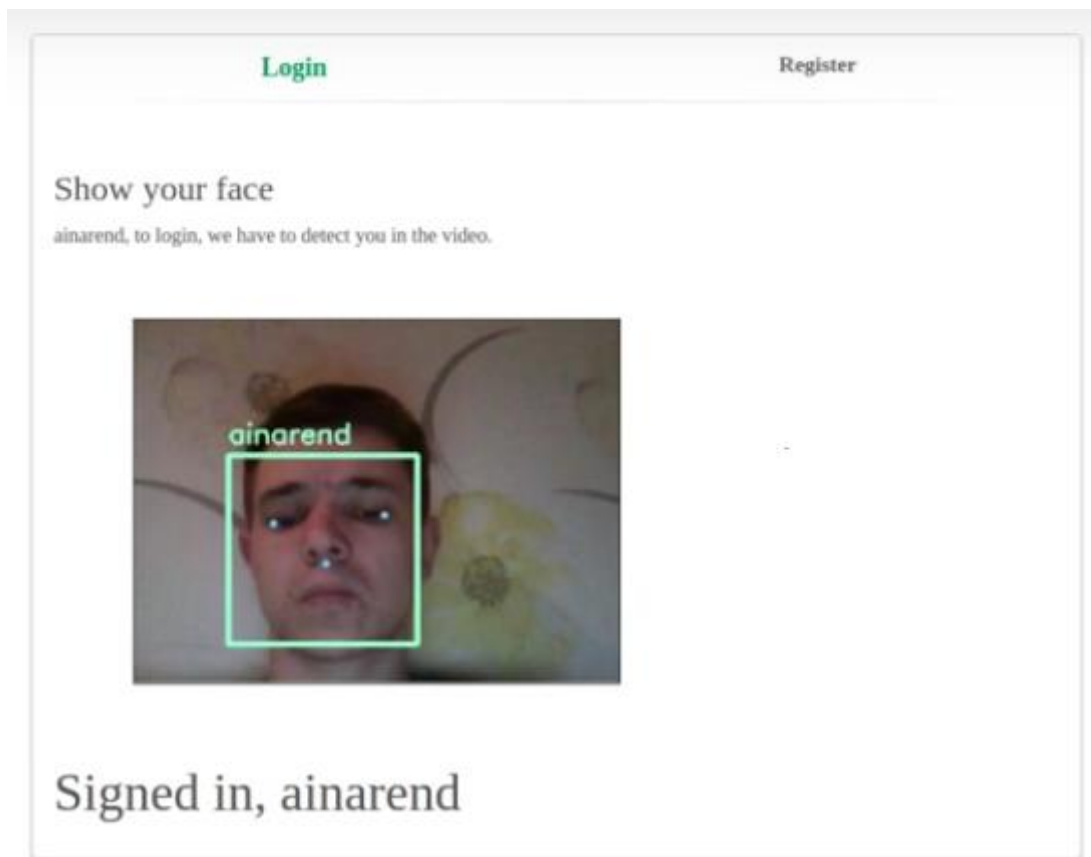 Login
Register
Show your face
ainarend, to login, we have to detect you in the video.
ainarend
Signed in, ainarend